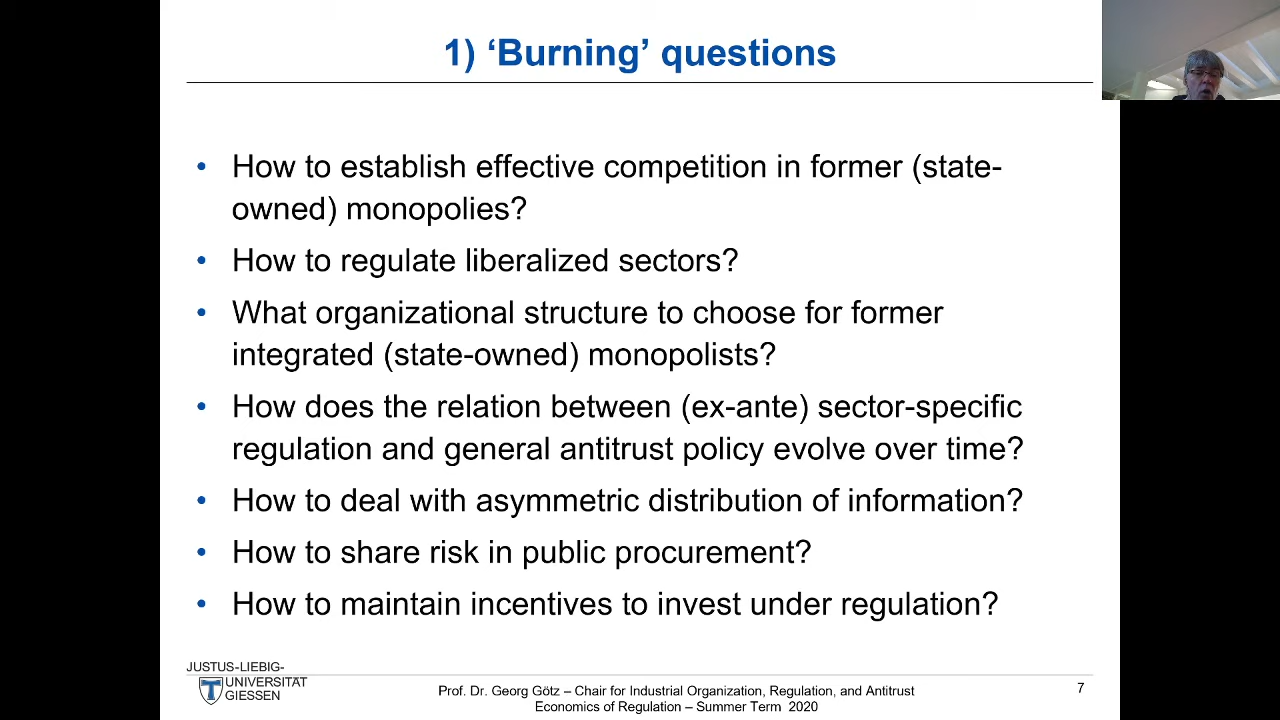 1) ‘Burning’ questions
• How to establish effective competition in former (state-
owned) monopolies?
• How to regulate liberalized sectors?
• What organizational structure to choose for former
integrated (state-owned) monopolists?
• How does the relation between (ex-ante) sector-specific
regulation and general antitrust policy evolve over time?
• How to deal with asymmetric distribution of information?
• How to share risk in public procurement?
• How to maintain incentives to invest under regulation?
JUSTUS-LIEBIG-
UNIVERSITÄT
GIESSEN
Prof. Dr. Georg Götz – Chair for Industrial Organization, Regulation, and Antitrust
Economics of Regulation – Summer Term 2020
7